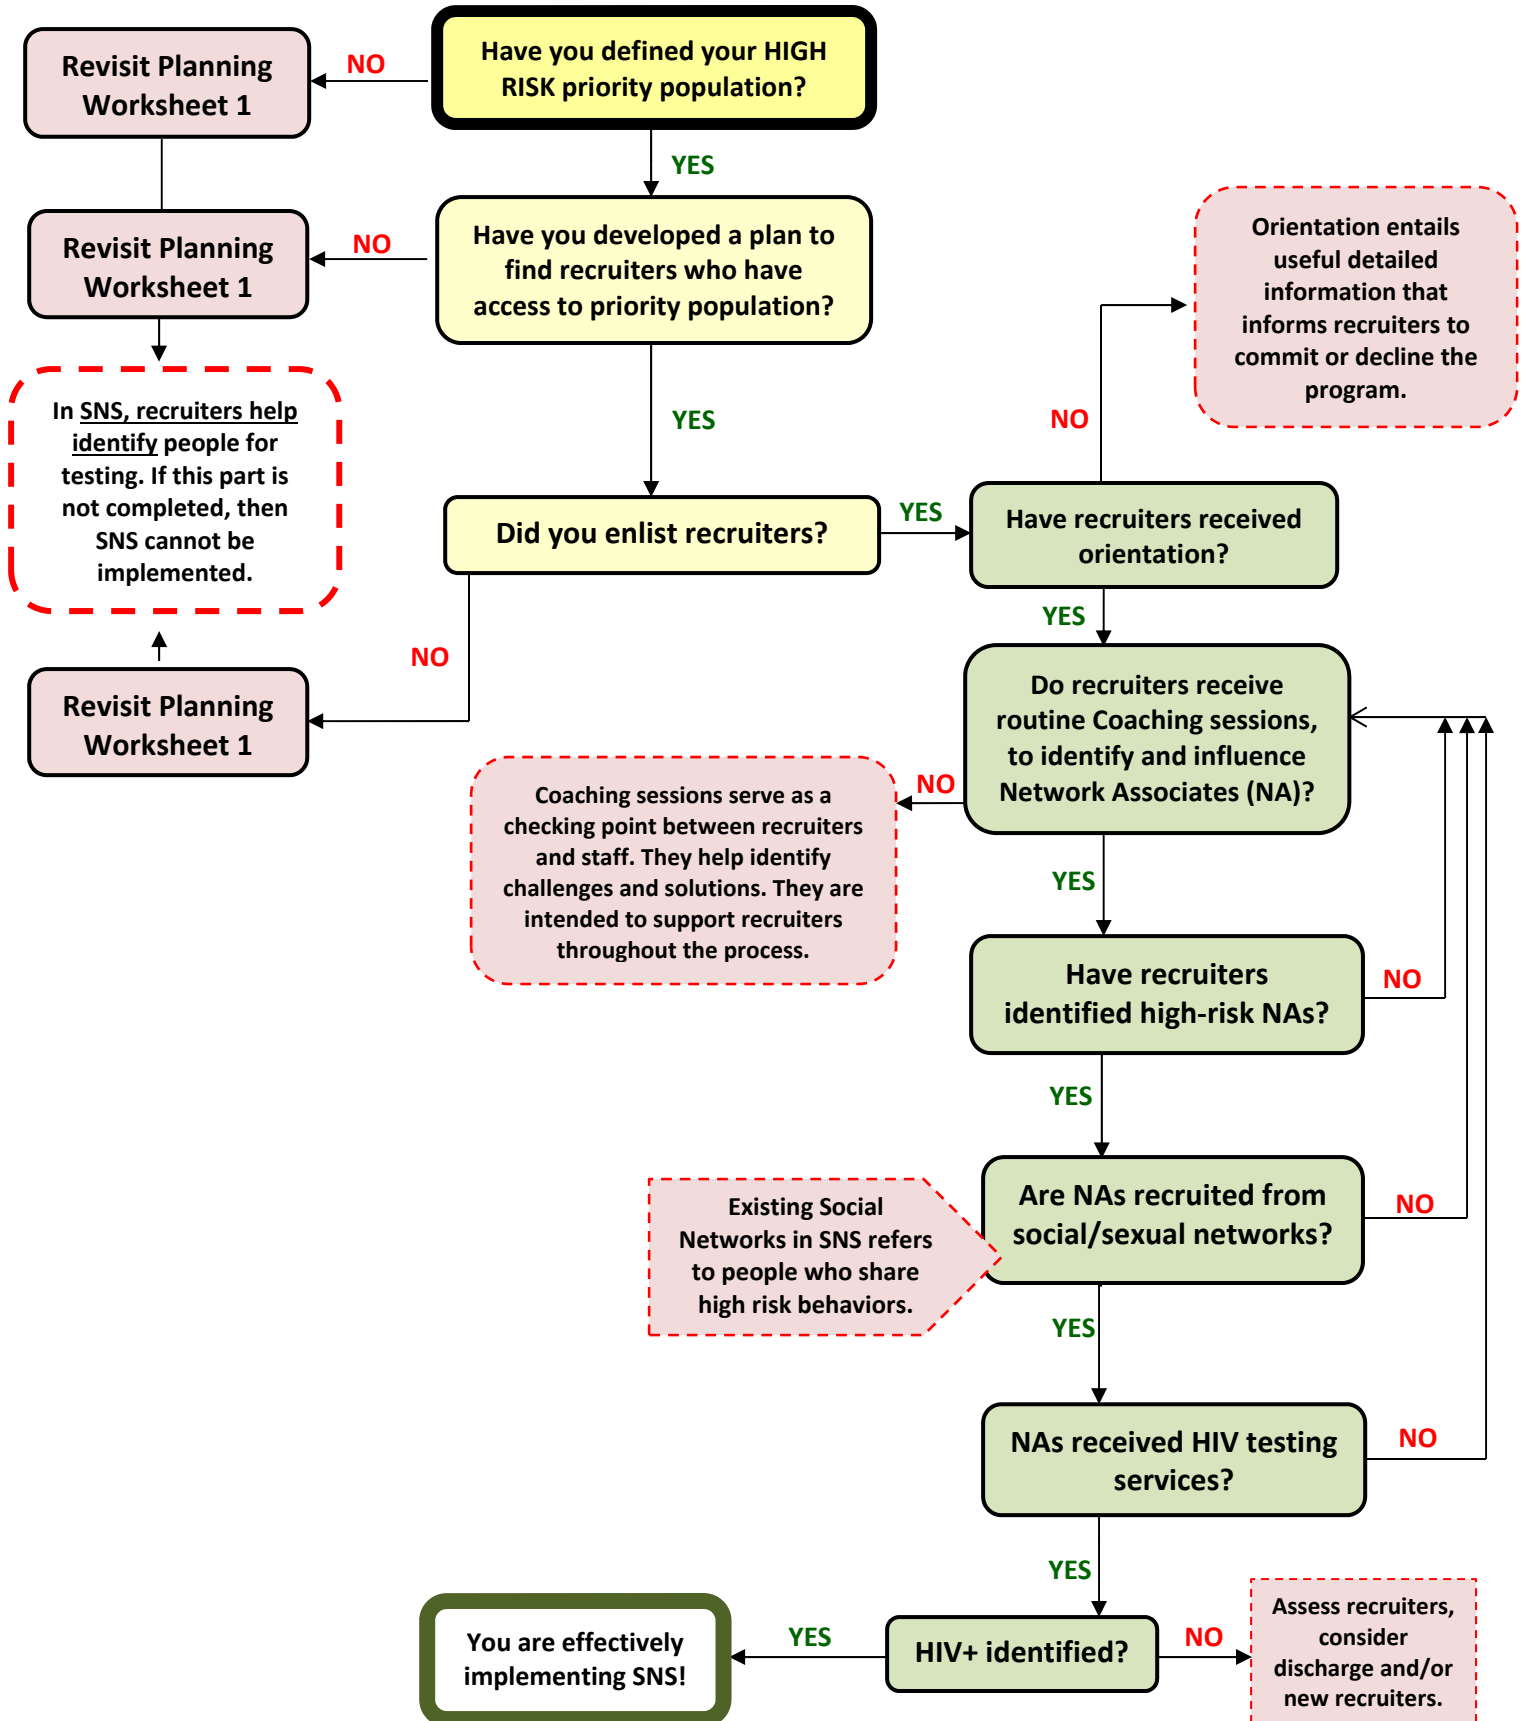 Have you defined your HIGH
RISK priority population?
NO
Revisit Planning
Worksheet 1
YES
Have you developed a plan to
find recruiters who have
access to priority population?
NO
Revisit Planning
Worksheet 1
In SNS, recruiters help
identify people for
testing. If this part is
not completed, then
SNS cannot be
implemented.
YES
Did you enlist recruiters?
NO
Revisit Planning
Worksheet 1
YES
Have recruiters received
orientation?
NO
Orientation entails
useful detailed
information that
informs recruiters to
commit or decline the
program.
YES
Do recruiters receive
routine Coaching sessions,
to identify and influence
Network Associates (NA)?
NO
Coaching sessions serve as a
checking point between recruiters
and staff. They help identify
challenges and solutions. They are
intended to support recruiters
throughout the process.
YES
Have recruiters
identified high-risk NAs?
NO
YES
Are NAs recruited from
social/sexual networks?
NO
Existing Social
Networks in SNS refers
to people who share
high risk behaviors.
YES
NAs received HIV testing
services?
NO
YES
HIV+ identified?
YES
You are effectively
implementing SNS!
NO
Assess recruiters,
consider
discharge and/or
new recruiters.